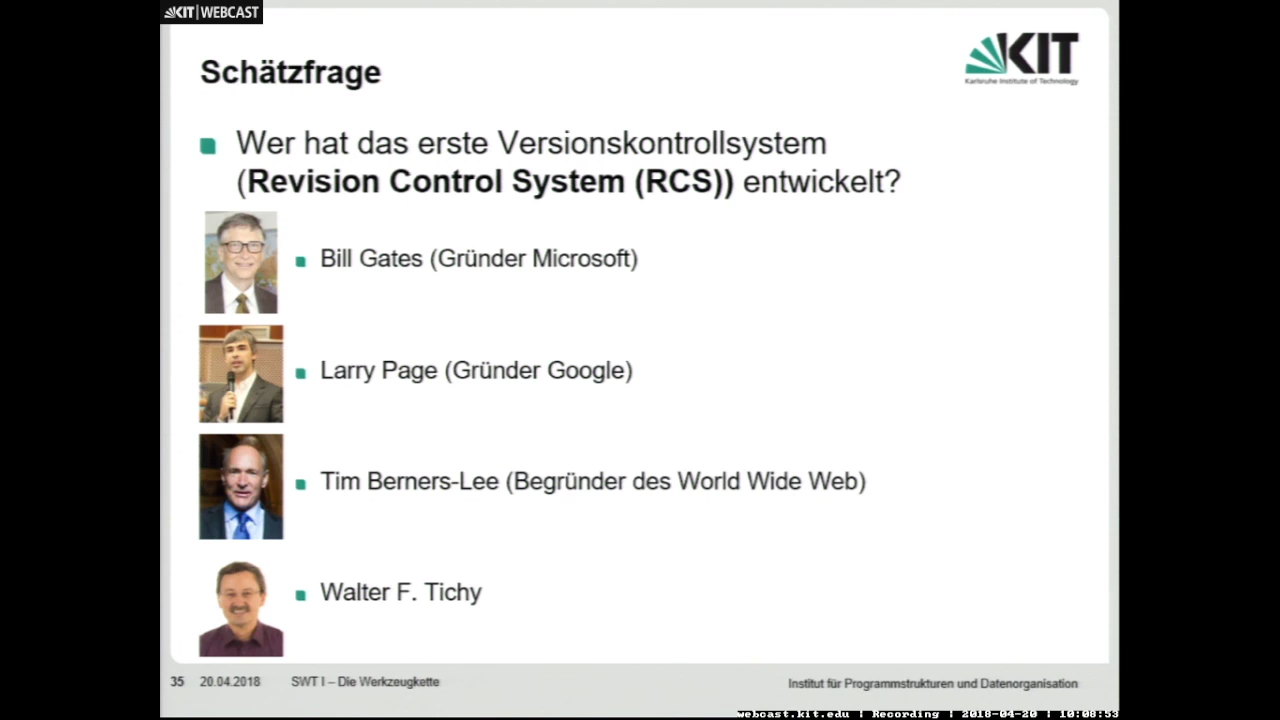 KIT | WEBCAST
Schätzfrage
KIT
Karlsruhe Institute of Technology
Wer hat das erste Versionskontrollsystem
(Revision Control System (RCS)) entwickelt?
Bill Gates (Gründer Microsoft)
Larry Page (Gründer Google)
Tim Berners-Lee (Begründer des World Wide Web)
Walter F. Tichy
35 20.04.2018 SWT I – Die Werkzeugkette Institut für Programmstrukturen und Datenorganisation
webcast.kit.edu | Recording | 2018-04-20 | 10:08:53